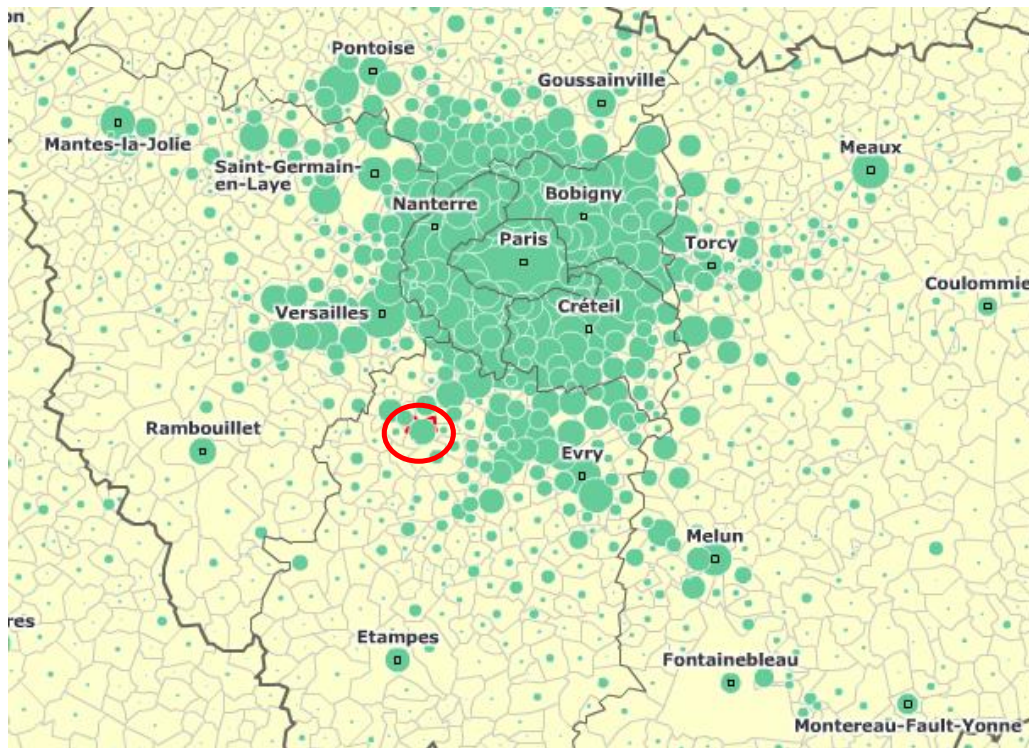 on
Pontoise
Goussainville
Mantes-la-Jolie
Meaux
Saint-Germain-
en-Laye
Nanterre
Bobigny
Paris
Torcy
Coulommie
Versailles
Créteil
Rambouillet
Evry
Melun
res
Etampes
Fontainebleau
Montereau-Fault-Yonne